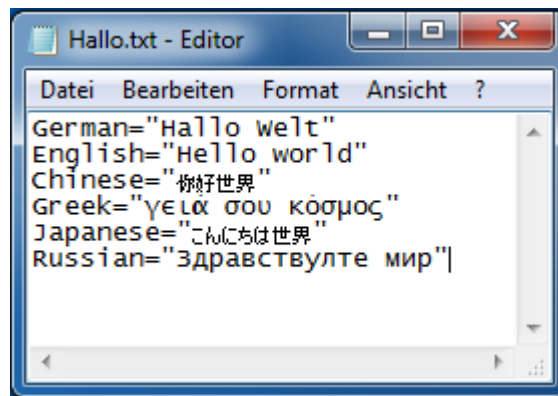 Hallo.txt - Editor
Datei Bearbeiten Format Ansicht ?
German="Hallo Welt"
English="Hello world"
Chinese="你好世界"
Greek="γειά σου κόσμος"
Japanese="こんにちは世界"
Russian="Здравствулте мир"